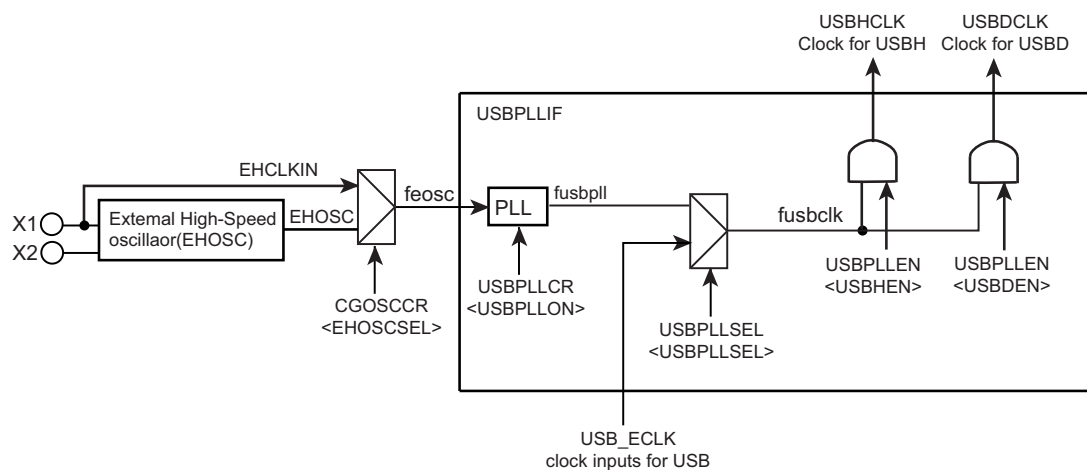 USBHCLK
Clock for USBH
USBDCLK
Clock for USBD
USBPLLIF
EHCLKIN
feosc
PLL
fusbpll
fusbclk
X1
X2
External High-Speed
oscillaor(EHOSC)
EHOSC
CGOSCCR
<EHOSCSEL>
USBPLLCR
<USBPLLON>
USBPLLSEL
<USBPLLSEL>
USBPLLEN
<USBHEN>
USBPLLEN
<USBDEN>
USB_ECLK
clock inputs for USB